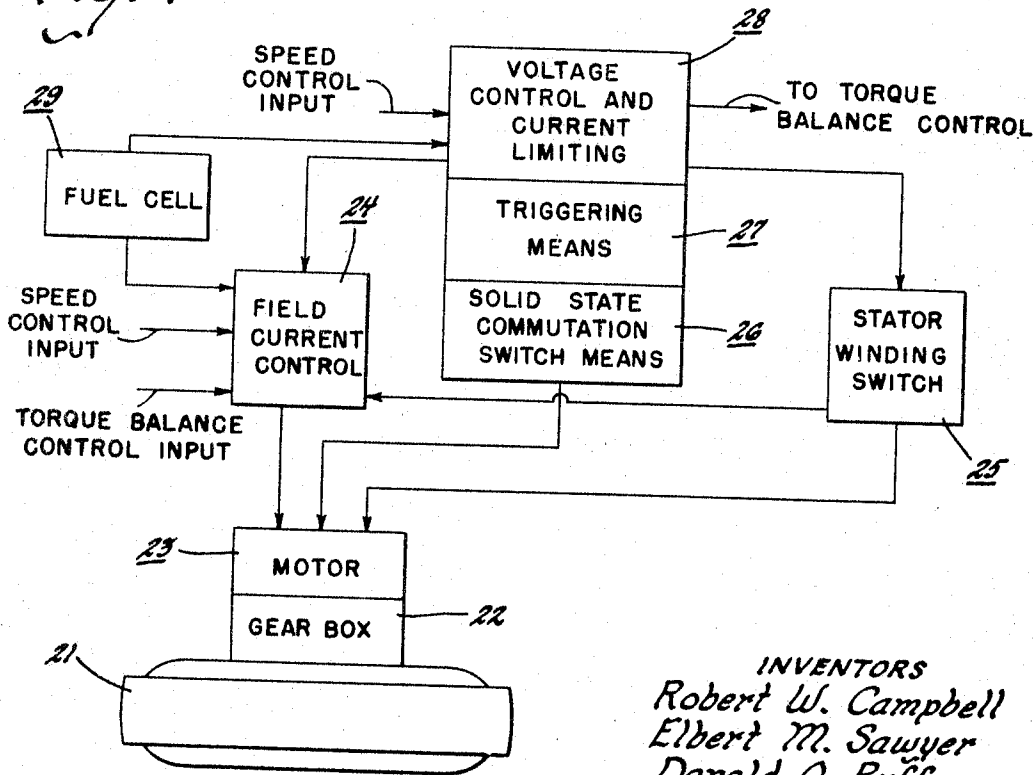 28
SPEED
CONTROL
INPUT
VOLTAGE
CONTROL AND
CURRENT
LIMITING
TO TORQUE
BALANCE CONTROL
29
FUEL CELL
24
TRIGGERING
MEANS
27
SPEED
CONTROL
INPUT
FIELD
CURRENT
CONTROL
SOLID STATE
COMMUTATION
SWITCH MEANS
26
STATOR
WINDING
SWITCH
TORQUE BALANCE
CONTROL INPUT
25
23
MOTOR
GEAR BOX
22
21
INVENTORS
Robert W. Campbell
Elbert M. Sawyer
Donald